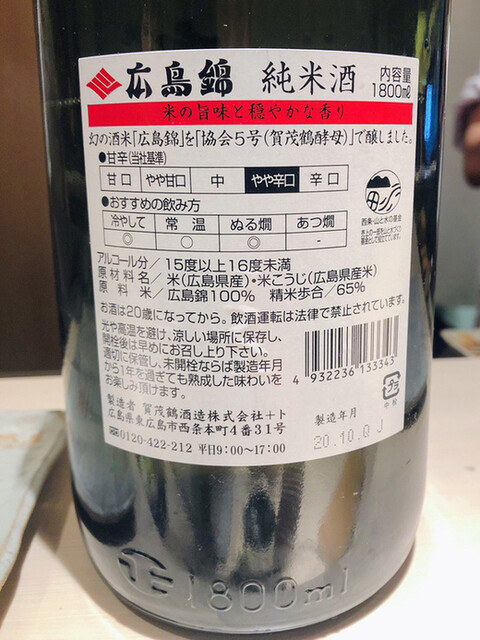 広島錦 純米酒 内容量 1800ml
米の旨味と穏やかな香り
幻の酒米「広島錦」を「協会5号(賀茂鶴酵母)」で醸しました。
●甘辛(当社基準)
甘口 やや甘口 中 やや辛口 辛口
●おすすめの飲み方
冷やして 常温 ぬる燗 あつ燗
◎ ○ ◎ -
西条・山と水の基金
アルコール分/15度以上16度未満
原材料名/米(広島県産)・米こうじ(広島県産米)
原料米/広島錦100% 精米歩合/65%
お酒は20歳になってから。飲酒運転は法律で禁止されています。
光や高温を避け、涼しい場所に保存し、
開栓後は早めにお召し上がり下さい。
適切に保管し、未開栓ならば製造年月
から1年を過ぎても熟成した味わいを
お楽しみ頂けます。
4 932236 133343
製造者 賀茂鶴酒造株式会社+ト
広島県東広島市西条本町4番31号
0120-422-212 平日9:00~17:00
製造年月
20.10.
1800ml